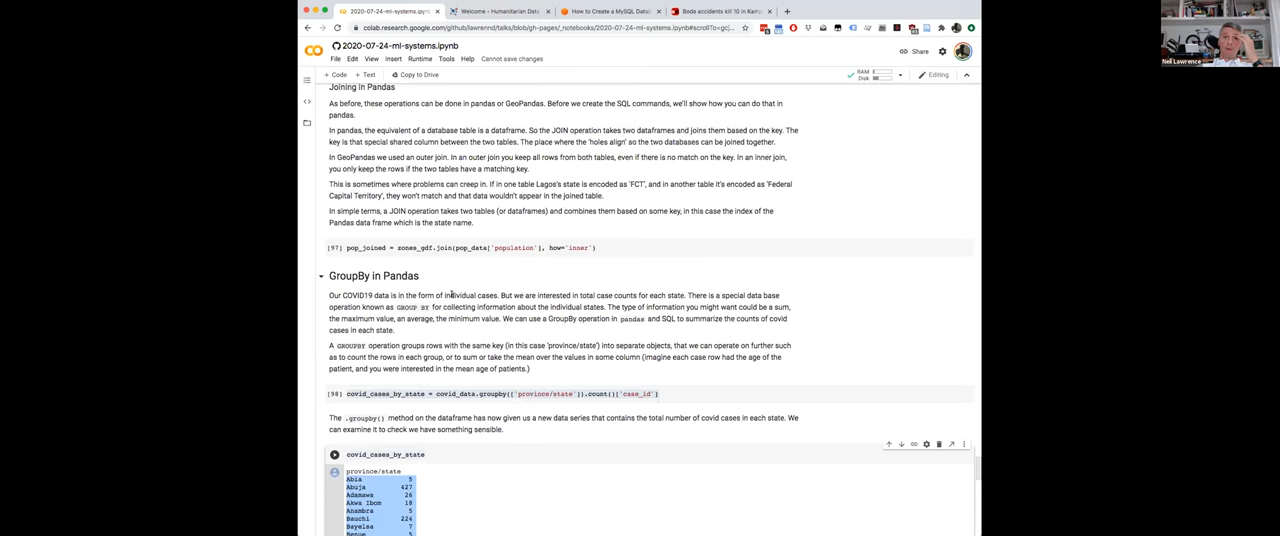 2020-07-24-ml-systems.ipynb
Welcome - Humanitarian Data
How to Create a MySQL Datab
Boda accidents kill 10 in Kam
colab.research.google.com/github/lawrennd/talks/blob/gh-pages/_notebooks/2020-07-24-ml-systems.ipynb#scrollTo=gcj
2020-07-24-ml-systems.ipynb
Share
File Edit View Insert Runtime Tools Help Cannot save changes
+ Code + Text Copy to Drive
RAM
Disk
Editing
Joining in Pandas
As before, these operations can be done in pandas or GeoPandas. Before we create the SQL commands, we'll show how you can do that in
pandas.
In pandas, the equivalent of a database table is a dataframe. So the JOIN operation takes two dataframes and joins them based on the key. The
key is that special shared column between the two tables. The place where the 'holes align' so the two databases can be joined together.
In GeoPandas we used an outer join. In an outer join you keep all rows from both tables, even if there is no match on the key. In an inner join,
you only keep the rows if the two tables have a matching key.
This is sometimes where problems can creep in. If in one table Lagos's state is encoded as 'FCT', and in another table it's encoded as 'Federal
Capital Territory', they won't match and that data wouldn't appear in the joined table.
In simple terms, a JOIN operation takes two tables (or dataframes) and combines them based on some key, in this case the index of the
Pandas data frame which is the state name.
[97] pop_joined = zones_gdf.join(pop_data['population'], how='inner')
GroupBy in Pandas
Our COVID19 data is in the form of individual cases. But we are interested in total case counts for each state. There is a special data base
operation known as GROUP BY for collecting information about the individual states. The type of information you might want could be a sum,
the maximum value, an average, the minimum value. We can use a GroupBy operation in pandas and SQL to summarize the counts of covid
cases in each state.
A GROUPBY operation groups rows with the same key (in this case 'province/state') into separate objects, that we can operate on further such
as to count the rows in each group, or to sum or take the mean over the values in some column (imagine each case row had the age of the
patient, and you were interested in the mean age of patients.)
[98] covid_cases_by_state = covid_data.groupby(['province/state']).count()['case_id']
The .groupby() method on the dataframe has now given us a new data series that contains the total number of covid cases in each state. We
can examine it to check we have something sensible.
covid_cases_by_state
province/state
Abia 5
Abuja 427
Adamawa 26
Akwa Ibom 18
Anambra 5
Bauchi 224
Bayelsa 7
Benue 5
Neil Lawrence